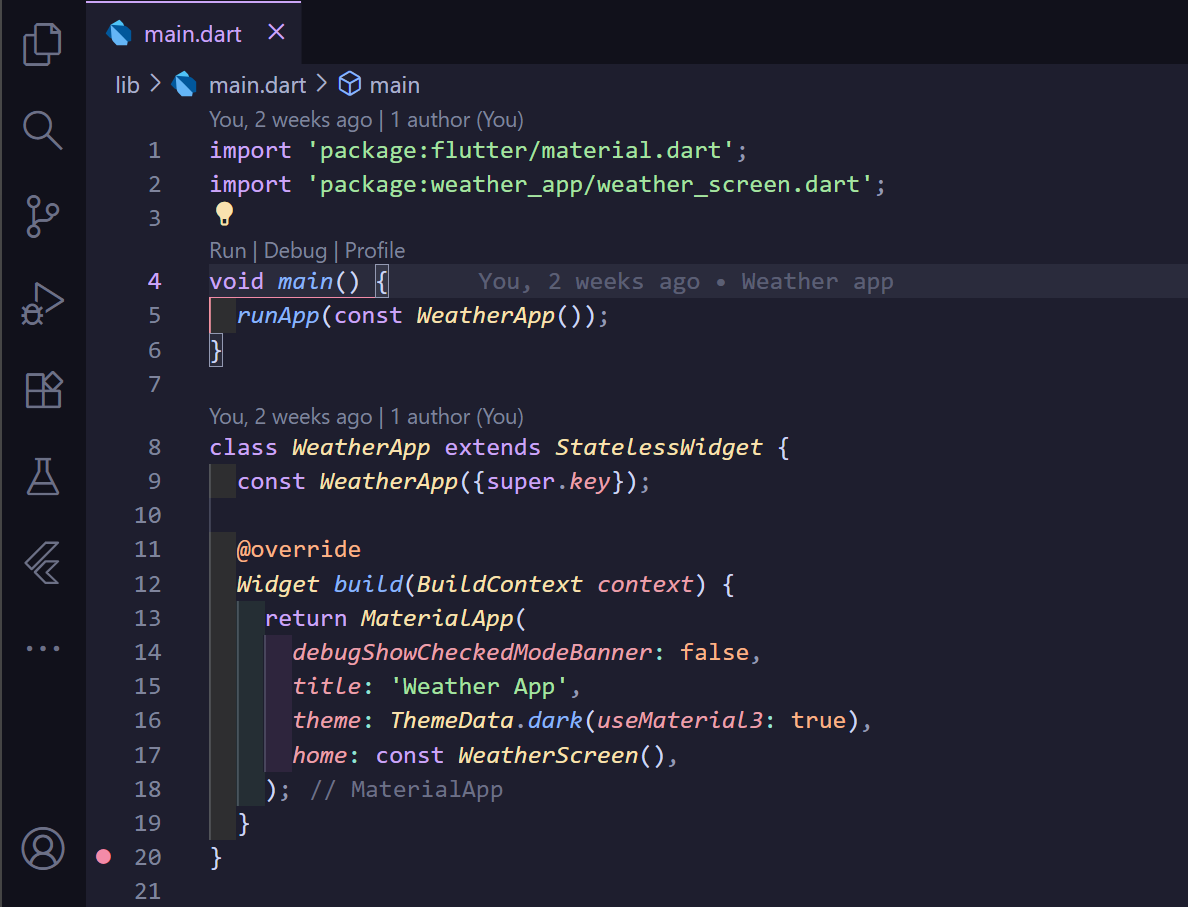 main.dart
lib > main.dart > main
You, 2 weeks ago | 1 author (You)
1 import 'package:flutter/material.dart';
2 import 'package:weather_app/weather_screen.dart';
3
Run | Debug | Profile
4 void main() { You, 2 weeks ago • Weather app
5   runApp(const WeatherApp());
6 }
7
You, 2 weeks ago | 1 author (You)
8 class WeatherApp extends StatelessWidget {
9   const WeatherApp({super.key});
10
11   @override
12   Widget build(BuildContext context) {
13     return MaterialApp(
14       debugShowCheckedModeBanner: false,
15       title: 'Weather App',
16       theme: ThemeData.dark(useMaterial3: true),
17       home: const WeatherScreen(),
18     ); // MaterialApp
19   }
20 }
21